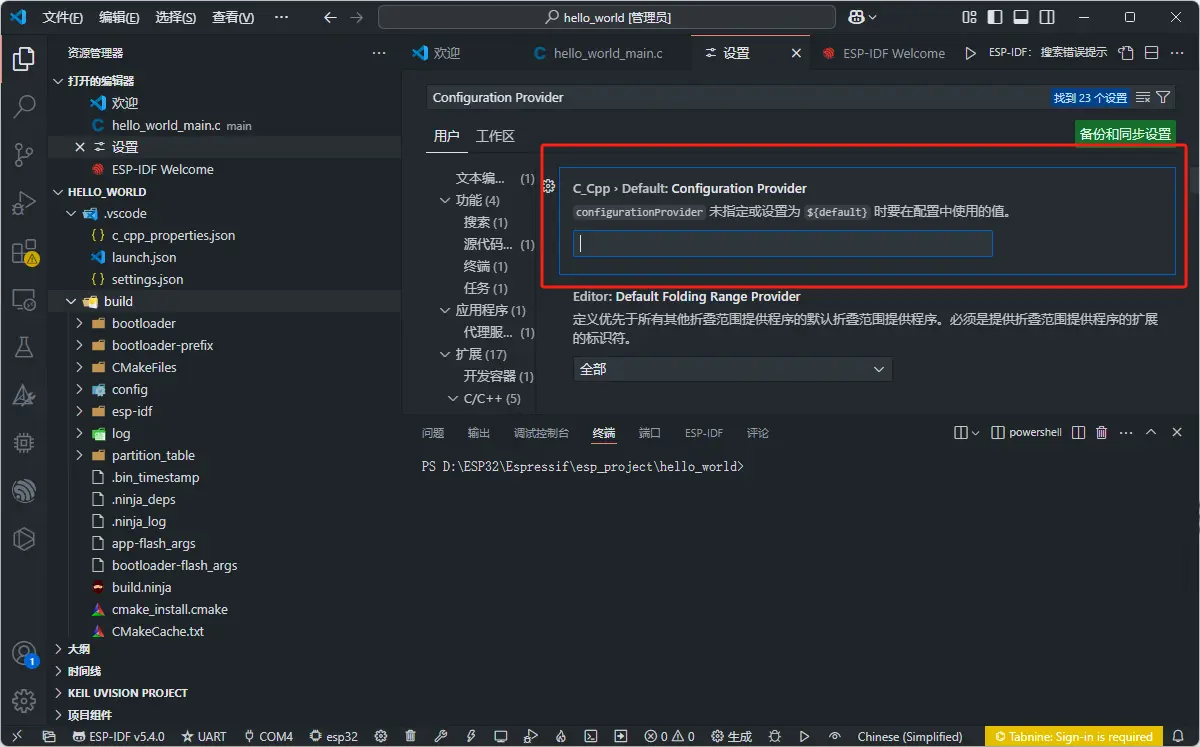 文件(F) 编辑(E) 选择(S) 查看(V) ··· hello_world [管理员]
资源管理器 ···
打开的编辑器
欢迎
hello_world_main.c main
设置
ESP-IDF Welcome
HELLO_WORLD
.vscode
c_cpp_properties.json
launch.json
settings.json
build
bootloader
bootloader-prefix
CMakeFiles
config
esp-idf
log
partition_table
.bin_timestamp
.ninja_deps
.ninja_log
app-flash_args
bootloader-flash_args
build.ninja
cmake_install.cmake
CMakeCache.txt
大纲
时间线
KEIL UVISION PROJECT
项目组件
欢迎 hello_world_main.c 设置 ESP-IDF Welcome ESP-IDF: 搜索错误提示 ···
Configuration Provider 找到 23 个设置
用户 工作区 备份和同步设置
文本编... (1)
功能 (4)
搜索 (1)
源代码... (1)
终端 (1)
任务 (1)
应用程序 (1)
代理服... (1)
扩展 (17)
开发容器 (1)
C/C++ (5)
C_Cpp › Default: Configuration Provider
configurationProvider 未指定或设置为 ${default} 时要在配置中使用的值。
Editor: Default Folding Range Provider
定义优先于所有其他折叠范围提供程序的默认折叠范围提供程序。必须是提供折叠范围提供程序的扩展
的标识符。
全部
问题 输出 调试控制台 终端 端口 ESP-IDF 评论 powershell ···
PS D:\ESP32\Espressif\esp_project\hello_world>
1
ESP-IDF v5.4.0 UART COM4 esp32 0 0 生成 Chinese (Simplified) Tabnine: Sign-in is required